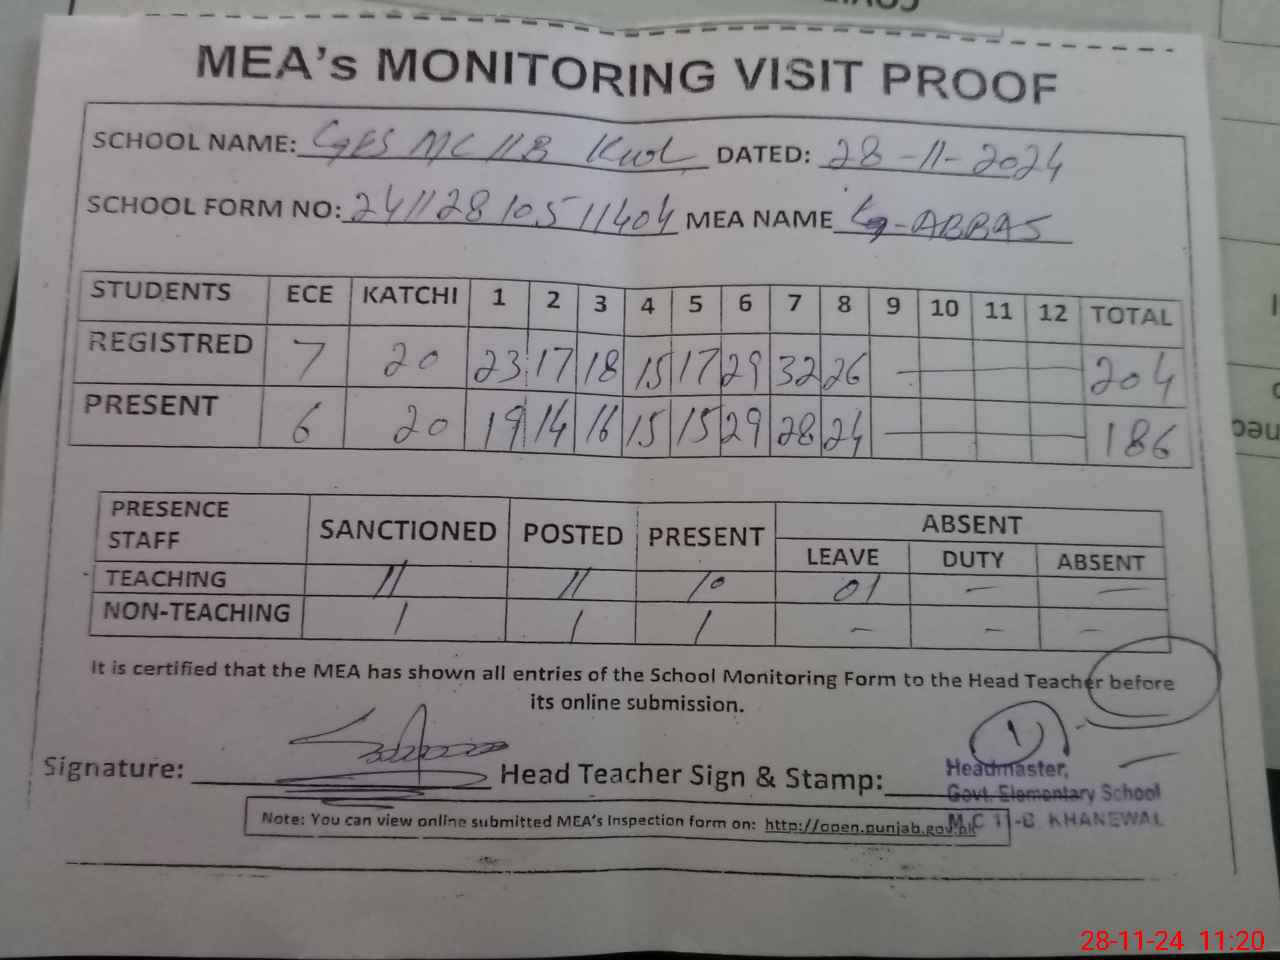 MEA's MONITORING VISIT PROOF
SCHOOL NAME: GES MC 11B Kwl DATED: 28-11-2024
SCHOOL FORM NO: 24112810511404 MEA NAME G-ABBAS
STUDENTS ECE KATCHI 1 2 3 4 5 6 7 8 9 10 11 12 TOTAL
REGISTRED 7 20 23 17 18 15 17 29 32 26 - 204
PRESENT 6 20 19 14 16 15 15 29 28 24 - 186
PRESENCE STAFF SANCTIONED POSTED PRESENT ABSENT
LEAVE DUTY ABSENT
TEACHING 11 11 10 01 - -
NON-TEACHING 1 1 1 - - -
It is certified that the MEA has shown all entries of the School Monitoring Form to the Head Teacher before
its online submission.
Signature: Head Teacher Sign & Stamp:
Headmaster,
Govt. Elementary School
M.C 11-B KHANEWAL
Note: You can view online submitted MEA's Inspection form on: http://open.punjab.gov.pk
28-11-24 11:20